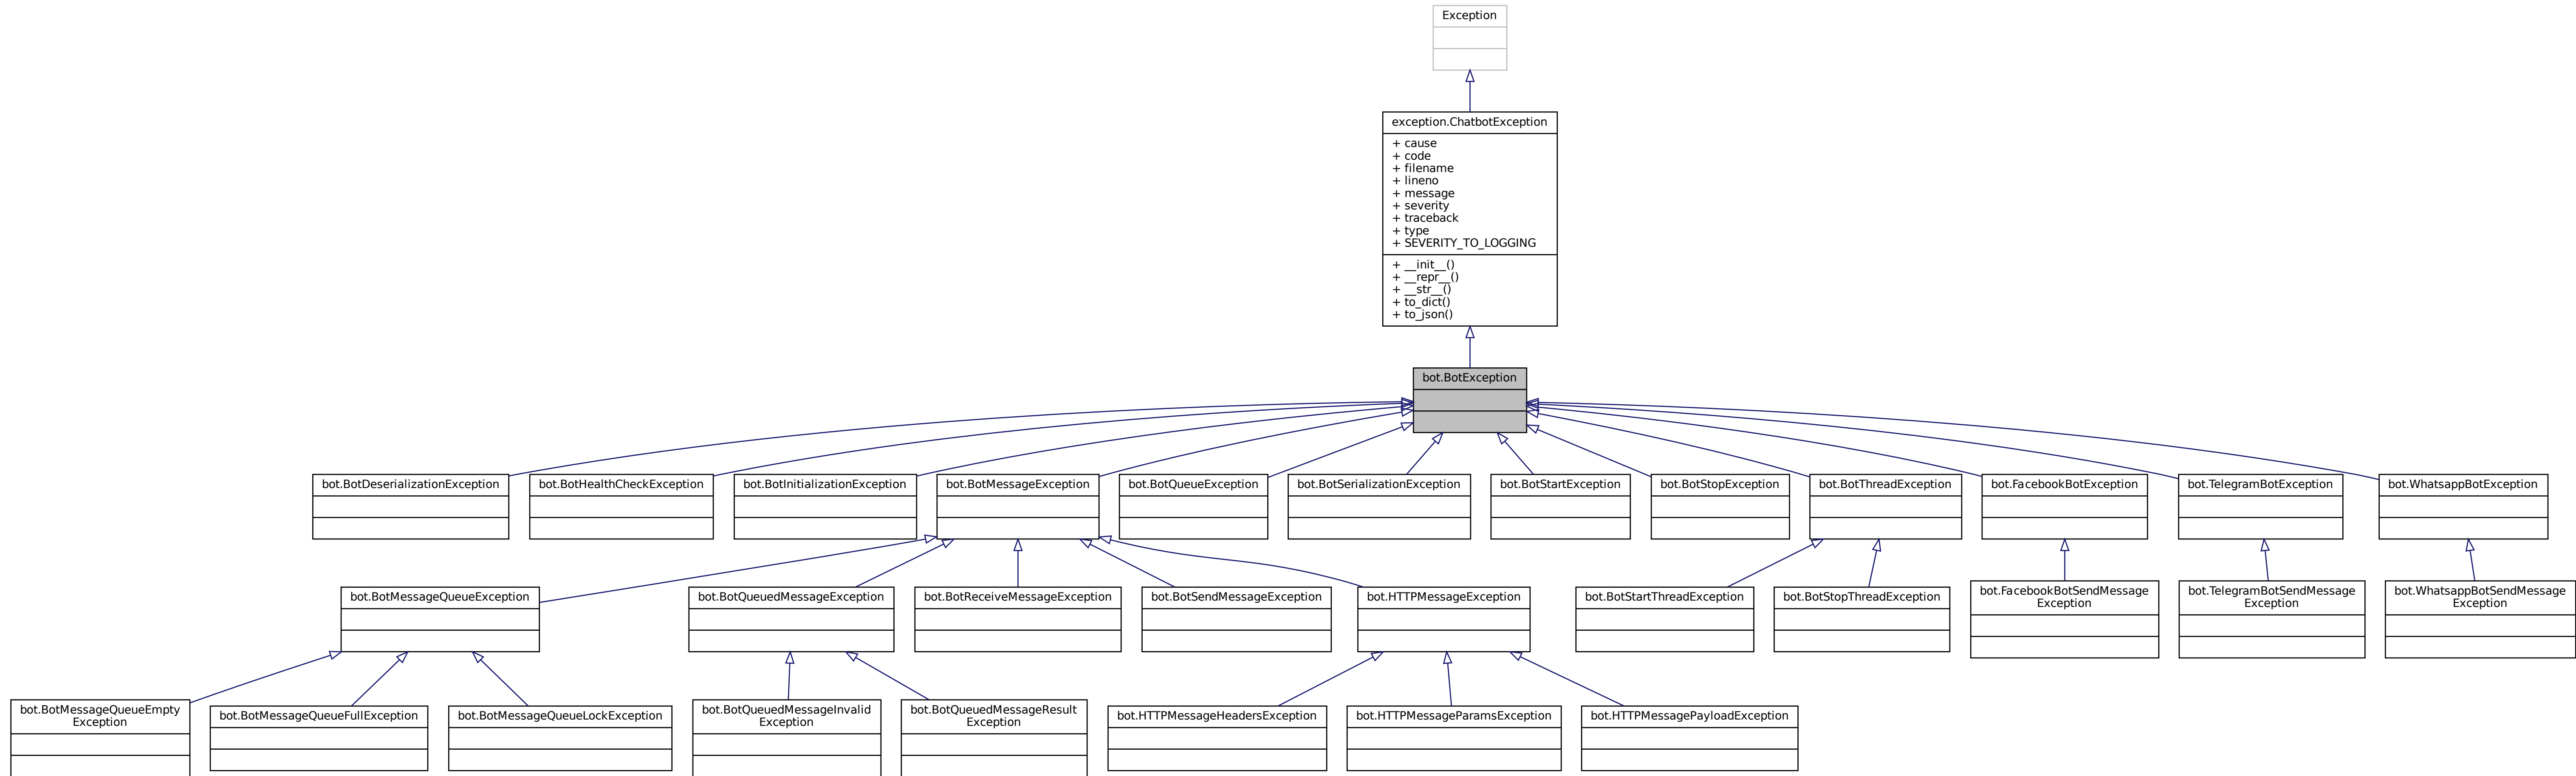 Exception
exception.ChatbotException
+ cause
+ code
+ filename
+ lineno
+ message
+ severity
+ traceback
+ type
+ SEVERITY_TO_LOGGING
+ __init__()
+ __repr__()
+ __str__()
+ to_dict()
+ to_json()
bot.BotException
bot.BotDeserializationException
bot.BotHealthCheckException
bot.BotInitializationException
bot.BotMessageException
bot.BotQueueException
bot.BotSerializationException
bot.BotStartException
bot.BotStopException
bot.BotThreadException
bot.FacebookBotException
bot.TelegramBotException
bot.WhatsappBotException
bot.BotMessageQueueException
bot.BotQueuedMessageException
bot.BotReceiveMessageException
bot.BotSendMessageException
bot.HTTPMessageException
bot.BotStartThreadException
bot.BotStopThreadException
bot.FacebookBotSendMessage
Exception
bot.TelegramBotSendMessage
Exception
bot.WhatsappBotSendMessage
Exception
bot.BotMessageQueueEmpty
Exception
bot.BotMessageQueueFullException
bot.BotMessageQueueLockException
bot.BotQueuedMessageInvalid
Exception
bot.BotQueuedMessageResult
Exception
bot.HTTPMessageHeadersException
bot.HTTPMessageParamsException
bot.HTTPMessagePayloadException